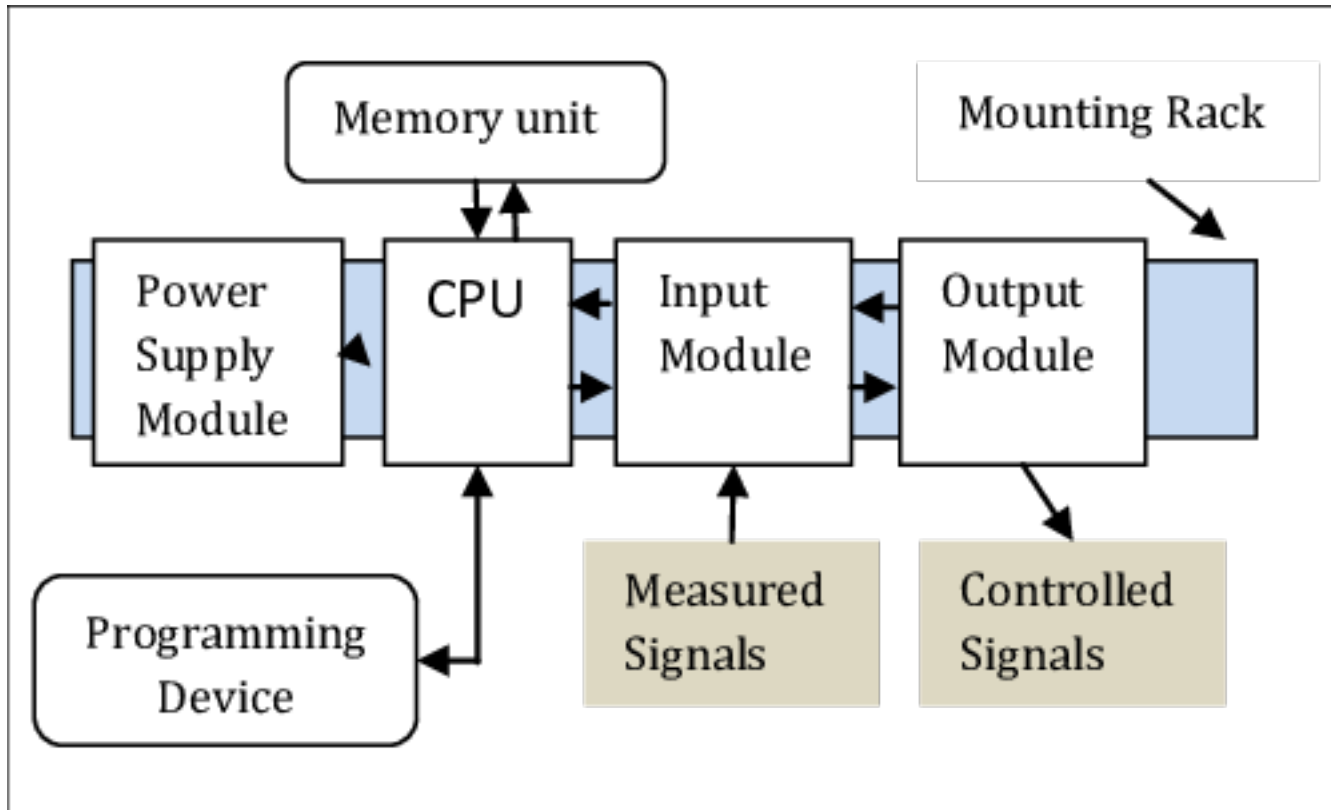 Memory unit
Mounting Rack
Power
Supply
Module
CPU
Input
Module
Output
Module
Programming
Device
Measured
Signals
Controlled
Signals